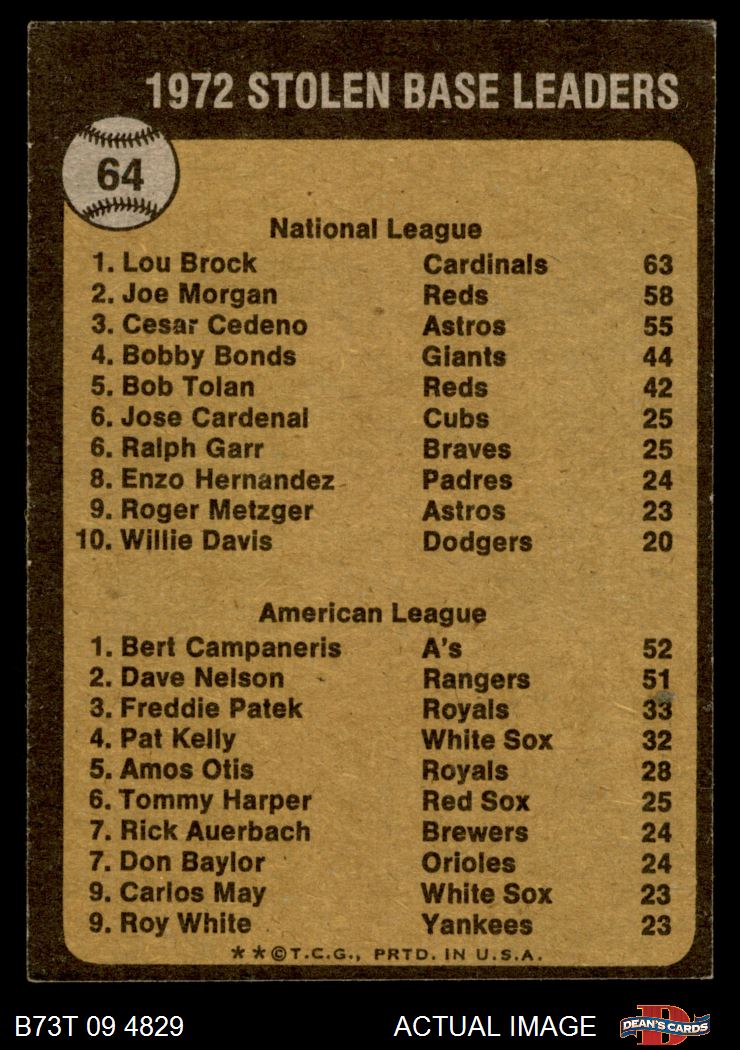 1972 STOLEN BASE LEADERS
64
National League
1. Lou Brock Cardinals 63
2. Joe Morgan Reds 58
3. Cesar Cedeno Astros 55
4. Bobby Bonds Giants 44
5. Bob Tolan Reds 42
6. Jose Cardenal Cubs 25
6. Ralph Garr Braves 25
8. Enzo Hernandez Padres 24
9. Roger Metzger Astros 23
10. Willie Davis Dodgers 20
American League
1. Bert Campaneris A's 52
2. Dave Nelson Rangers 51
3. Freddie Patek Royals 33
4. Pat Kelly White Sox 32
5. Amos Otis Royals 28
6. Tommy Harper Red Sox 25
7. Rick Auerbach Brewers 24
7. Don Baylor Orioles 24
9. Carlos May White Sox 23
9. Roy White Yankees 23
**©T.C.G., PRTD. IN U.S.A.
B73T 09 4829 ACTUAL IMAGE D DEAN'S CARDS